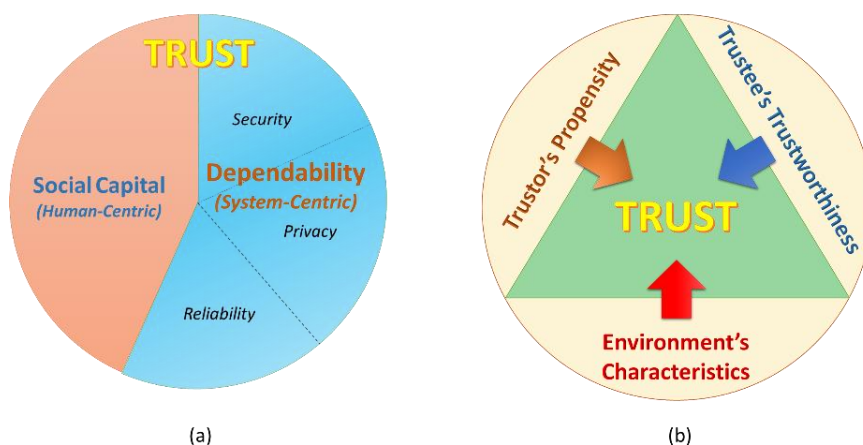 TRUST
Security
Social Capital
(Human-Centric)
Dependability
(System-Centric)
Privacy
Reliability
(a)
Trustor's Propensity
Trustee's Trustworthiness
TRUST
Environment's
Characteristics
(b)